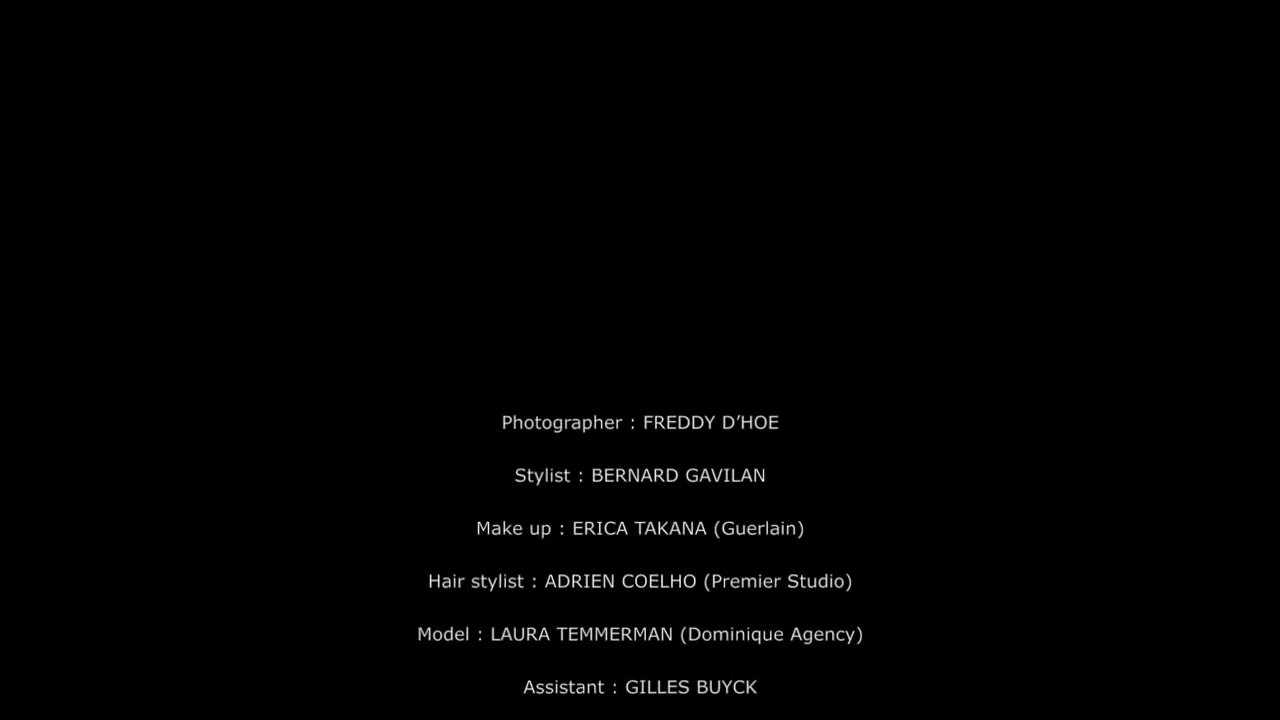 Photographer : FREDDY D’HOE
Stylist : BERNARD GAVILAN
Make up : ERICA TAKANA (Guerlain)
Hair stylist : ADRIEN COELHO (Premier Studio)
Model : LAURA TEMMERMAN (Dominique Agency)
Assistant : GILLES BUYCK